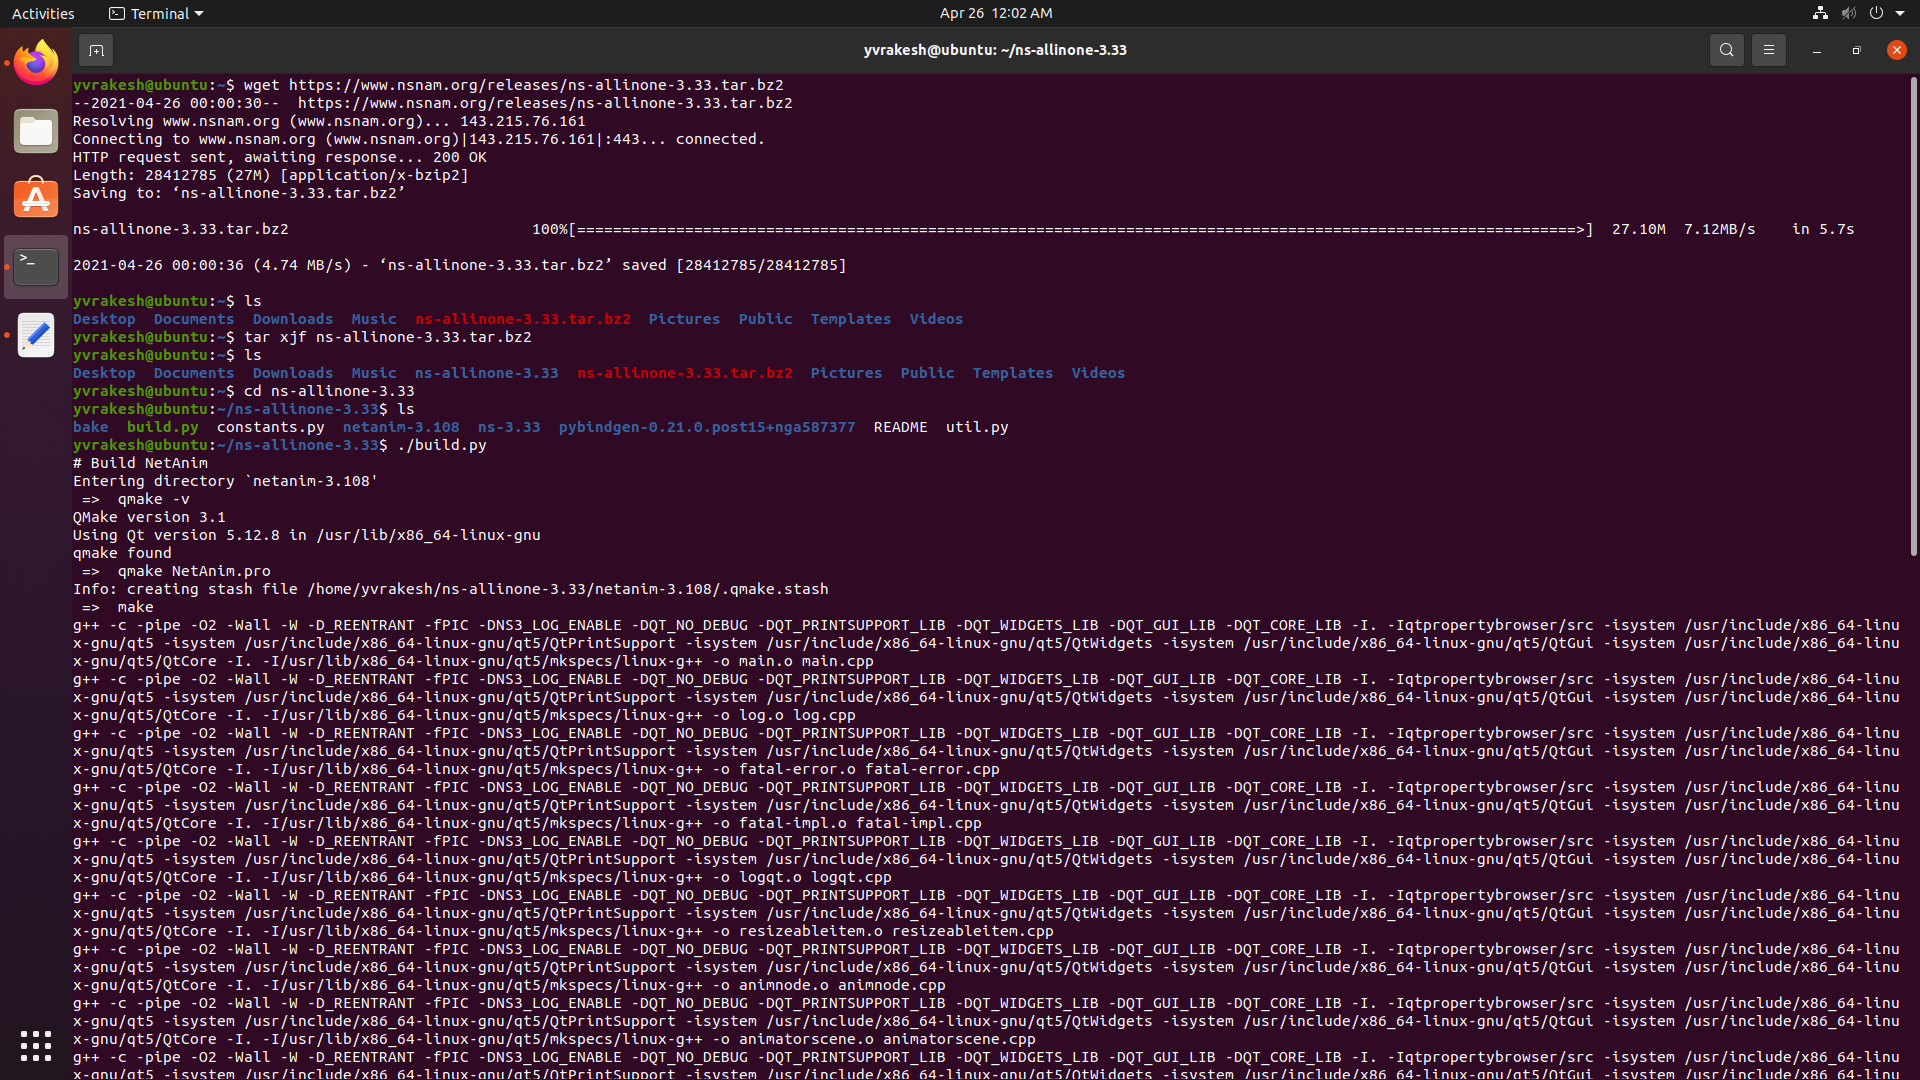 Activities Terminal Apr 26 12:02 AM
yvrakesh@ubuntu: ~/ns-allinone-3.33
yvrakesh@ubuntu:~$ wget https://www.nsnam.org/releases/ns-allinone-3.33.tar.bz2
--2021-04-26 00:00:30--  https://www.nsnam.org/releases/ns-allinone-3.33.tar.bz2
Resolving www.nsnam.org (www.nsnam.org)... 143.215.76.161
Connecting to www.nsnam.org (www.nsnam.org)|143.215.76.161|:443... connected.
HTTP request sent, awaiting response... 200 OK
Length: 28412785 (27M) [application/x-bzip2]
Saving to: ‘ns-allinone-3.33.tar.bz2’
ns-allinone-3.33.tar.bz2 100%[===============================================================================================================>] 27.10M 7.12MB/s in 5.7s
2021-04-26 00:00:36 (4.74 MB/s) - ‘ns-allinone-3.33.tar.bz2’ saved [28412785/28412785]
yvrakesh@ubuntu:~$ ls
Desktop Documents Downloads Music ns-allinone-3.33.tar.bz2 Pictures Public Templates Videos
yvrakesh@ubuntu:~$ tar xjf ns-allinone-3.33.tar.bz2
yvrakesh@ubuntu:~$ ls
Desktop Documents Downloads Music ns-allinone-3.33 ns-allinone-3.33.tar.bz2 Pictures Public Templates Videos
yvrakesh@ubuntu:~$ cd ns-allinone-3.33
yvrakesh@ubuntu:~/ns-allinone-3.33$ ls
bake build.py constants.py netanim-3.108 ns-3.33 pybindgen-0.21.0.post15+nga587377 README util.py
yvrakesh@ubuntu:~/ns-allinone-3.33$ ./build.py
# Build NetAnim
Entering directory `netanim-3.108'
 =>  qmake -v
QMake version 3.1
Using Qt version 5.12.8 in /usr/lib/x86_64-linux-gnu
qmake found
 =>  qmake NetAnim.pro
Info: creating stash file /home/yvrakesh/ns-allinone-3.33/netanim-3.108/.qmake.stash
 =>  make
g++ -c -pipe -O2 -Wall -W -D_REENTRANT -fPIC -DNS3_LOG_ENABLE -DQT_NO_DEBUG -DQT_PRINTSUPPORT_LIB -DQT_WIDGETS_LIB -DQT_GUI_LIB -DQT_CORE_LIB -I. -Iqtpropertybrowser/src -isystem /usr/include/x86_64-linu
x-gnu/qt5 -isystem /usr/include/x86_64-linux-gnu/qt5/QtPrintSupport -isystem /usr/include/x86_64-linux-gnu/qt5/QtWidgets -isystem /usr/include/x86_64-linux-gnu/qt5/QtGui -isystem /usr/include/x86_64-linu
x-gnu/qt5/QtCore -I. -I/usr/lib/x86_64-linux-gnu/qt5/mkspecs/linux-g++ -o main.o main.cpp
g++ -c -pipe -O2 -Wall -W -D_REENTRANT -fPIC -DNS3_LOG_ENABLE -DQT_NO_DEBUG -DQT_PRINTSUPPORT_LIB -DQT_WIDGETS_LIB -DQT_GUI_LIB -DQT_CORE_LIB -I. -Iqtpropertybrowser/src -isystem /usr/include/x86_64-linu
x-gnu/qt5 -isystem /usr/include/x86_64-linux-gnu/qt5/QtPrintSupport -isystem /usr/include/x86_64-linux-gnu/qt5/QtWidgets -isystem /usr/include/x86_64-linux-gnu/qt5/QtGui -isystem /usr/include/x86_64-linu
x-gnu/qt5/QtCore -I. -I/usr/lib/x86_64-linux-gnu/qt5/mkspecs/linux-g++ -o log.o log.cpp
g++ -c -pipe -O2 -Wall -W -D_REENTRANT -fPIC -DNS3_LOG_ENABLE -DQT_NO_DEBUG -DQT_PRINTSUPPORT_LIB -DQT_WIDGETS_LIB -DQT_GUI_LIB -DQT_CORE_LIB -I. -Iqtpropertybrowser/src -isystem /usr/include/x86_64-linu
x-gnu/qt5 -isystem /usr/include/x86_64-linux-gnu/qt5/QtPrintSupport -isystem /usr/include/x86_64-linux-gnu/qt5/QtWidgets -isystem /usr/include/x86_64-linux-gnu/qt5/QtGui -isystem /usr/include/x86_64-linu
x-gnu/qt5/QtCore -I. -I/usr/lib/x86_64-linux-gnu/qt5/mkspecs/linux-g++ -o fatal-error.o fatal-error.cpp
g++ -c -pipe -O2 -Wall -W -D_REENTRANT -fPIC -DNS3_LOG_ENABLE -DQT_NO_DEBUG -DQT_PRINTSUPPORT_LIB -DQT_WIDGETS_LIB -DQT_GUI_LIB -DQT_CORE_LIB -I. -Iqtpropertybrowser/src -isystem /usr/include/x86_64-linu
x-gnu/qt5 -isystem /usr/include/x86_64-linux-gnu/qt5/QtPrintSupport -isystem /usr/include/x86_64-linux-gnu/qt5/QtWidgets -isystem /usr/include/x86_64-linux-gnu/qt5/QtGui -isystem /usr/include/x86_64-linu
x-gnu/qt5/QtCore -I. -I/usr/lib/x86_64-linux-gnu/qt5/mkspecs/linux-g++ -o fatal-impl.o fatal-impl.cpp
g++ -c -pipe -O2 -Wall -W -D_REENTRANT -fPIC -DNS3_LOG_ENABLE -DQT_NO_DEBUG -DQT_PRINTSUPPORT_LIB -DQT_WIDGETS_LIB -DQT_GUI_LIB -DQT_CORE_LIB -I. -Iqtpropertybrowser/src -isystem /usr/include/x86_64-linu
x-gnu/qt5 -isystem /usr/include/x86_64-linux-gnu/qt5/QtPrintSupport -isystem /usr/include/x86_64-linux-gnu/qt5/QtWidgets -isystem /usr/include/x86_64-linux-gnu/qt5/QtGui -isystem /usr/include/x86_64-linu
x-gnu/qt5/QtCore -I. -I/usr/lib/x86_64-linux-gnu/qt5/mkspecs/linux-g++ -o logqt.o logqt.cpp
g++ -c -pipe -O2 -Wall -W -D_REENTRANT -fPIC -DNS3_LOG_ENABLE -DQT_NO_DEBUG -DQT_PRINTSUPPORT_LIB -DQT_WIDGETS_LIB -DQT_GUI_LIB -DQT_CORE_LIB -I. -Iqtpropertybrowser/src -isystem /usr/include/x86_64-linu
x-gnu/qt5 -isystem /usr/include/x86_64-linux-gnu/qt5/QtPrintSupport -isystem /usr/include/x86_64-linux-gnu/qt5/QtWidgets -isystem /usr/include/x86_64-linux-gnu/qt5/QtGui -isystem /usr/include/x86_64-linu
x-gnu/qt5/QtCore -I. -I/usr/lib/x86_64-linux-gnu/qt5/mkspecs/linux-g++ -o resizeableitem.o resizeableitem.cpp
g++ -c -pipe -O2 -Wall -W -D_REENTRANT -fPIC -DNS3_LOG_ENABLE -DQT_NO_DEBUG -DQT_PRINTSUPPORT_LIB -DQT_WIDGETS_LIB -DQT_GUI_LIB -DQT_CORE_LIB -I. -Iqtpropertybrowser/src -isystem /usr/include/x86_64-linu
x-gnu/qt5 -isystem /usr/include/x86_64-linux-gnu/qt5/QtPrintSupport -isystem /usr/include/x86_64-linux-gnu/qt5/QtWidgets -isystem /usr/include/x86_64-linux-gnu/qt5/QtGui -isystem /usr/include/x86_64-linu
x-gnu/qt5/QtCore -I. -I/usr/lib/x86_64-linux-gnu/qt5/mkspecs/linux-g++ -o animnode.o animnode.cpp
g++ -c -pipe -O2 -Wall -W -D_REENTRANT -fPIC -DNS3_LOG_ENABLE -DQT_NO_DEBUG -DQT_PRINTSUPPORT_LIB -DQT_WIDGETS_LIB -DQT_GUI_LIB -DQT_CORE_LIB -I. -Iqtpropertybrowser/src -isystem /usr/include/x86_64-linu
x-gnu/qt5 -isystem /usr/include/x86_64-linux-gnu/qt5/QtPrintSupport -isystem /usr/include/x86_64-linux-gnu/qt5/QtWidgets -isystem /usr/include/x86_64-linux-gnu/qt5/QtGui -isystem /usr/include/x86_64-linu
x-gnu/qt5/QtCore -I. -I/usr/lib/x86_64-linux-gnu/qt5/mkspecs/linux-g++ -o animatorscene.o animatorscene.cpp
g++ -c -pipe -O2 -Wall -W -D_REENTRANT -fPIC -DNS3_LOG_ENABLE -DQT_NO_DEBUG -DQT_PRINTSUPPORT_LIB -DQT_WIDGETS_LIB -DQT_GUI_LIB -DQT_CORE_LIB -I. -Iqtpropertybrowser/src -isystem /usr/include/x86_64-linu
x-gnu/qt5 -isystem /usr/include/x86_64-linux-gnu/qt5/QtPrintSupport -isystem /usr/include/x86_64-linux-gnu/qt5/QtWidgets -isystem /usr/include/x86_64-linux-gnu/qt5/QtGui -isystem /usr/include/x86_64-linu